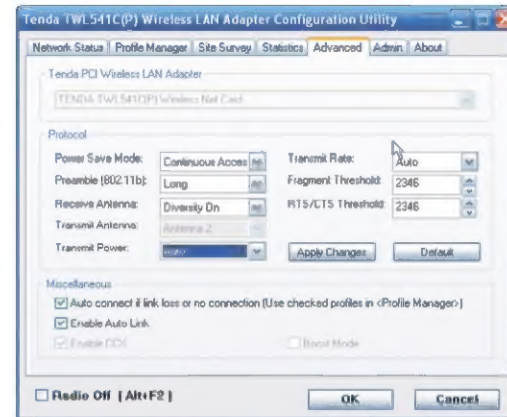 Tenda TWL541C(P) Wireless LAN Adapter Configuration Utility
Network Status Profile Manager Site Survey Statistics Advanced Admin About
Tenda PCI Wireless LAN Adapter
TENDA TWL541C(P) Wireless Net Card
Protocol
Power Save Mode: Continuous Acces Transmit Rate: Auto
Preamble (802.11b): Long Fragment Threshold: 2346
Receive Antenna: Diversity On RTS/CTS Threshold: 2346
Transmit Antenna: Antenna 2
Transmit Power: Auto Apply Changes Default
Miscellaneous
Auto connect if link loss or no connection (Use checked profiles in <Profile Manager>)
Enable Auto Link
Enable CCX Boost Mode
Radio Off [ Alt+F2 ] OK Cancel